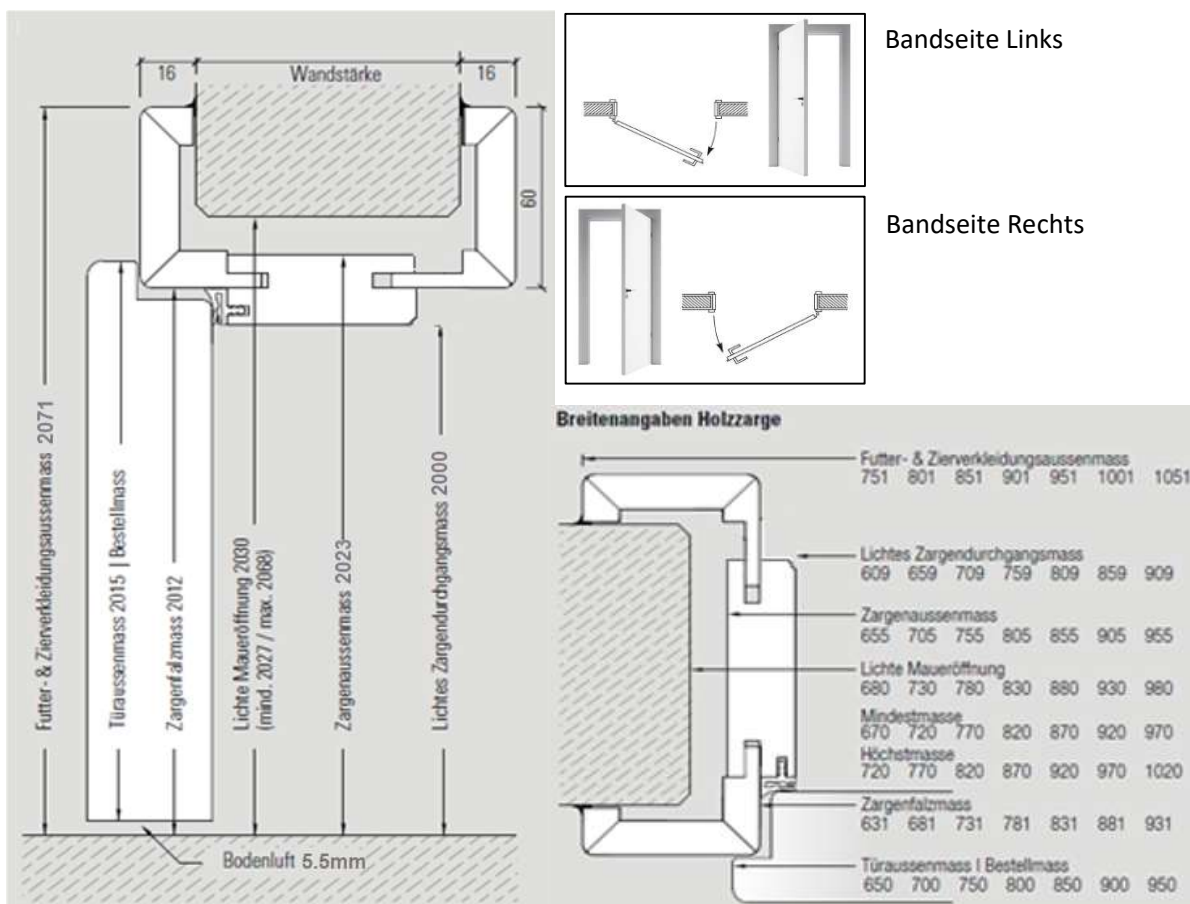 16
Wandstärke
16
60
Futter- & Zierverkleidungsaussenmass 2071
Türaussenmass 2015 | Bestellmass
Zargenfalzmass 2012
Lichte Maueröffnung 2030
(mind. 2027 / max. 2068)
Zargenaussenmass 2023
Lichtes Zargendurchgangsmass 2000
Bodenluft 5.5mm
Bandseite Links
Bandseite Rechts
Breitenangaben Holzzarge
Futter- & Zierverkleidungsaussenmass
751 801 851 901 951 1001 1051
Lichtes Zargendurchgangsmass
609 659 709 759 809 859 909
Zargenaussenmass
655 705 755 805 855 905 955
Lichte Maueröffnung
680 730 780 830 880 930 980
Mindestmasse
670 720 770 820 870 920 970
Höchstmasse
720 770 820 870 920 970 1020
Zargenfalzmass
631 681 731 781 831 881 931
Türaussenmass I Bestellmass
650 700 750 800 850 900 950